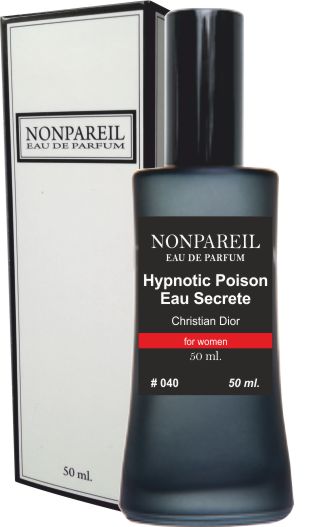 NONPAREIL
EAU DE PARFUM
50 ml.
NONPAREIL
EAU DE PARFUM
Hypnotic Poison
Eau Secrete
Christian Dior
for women
50 ml.
# 040 50 ml.